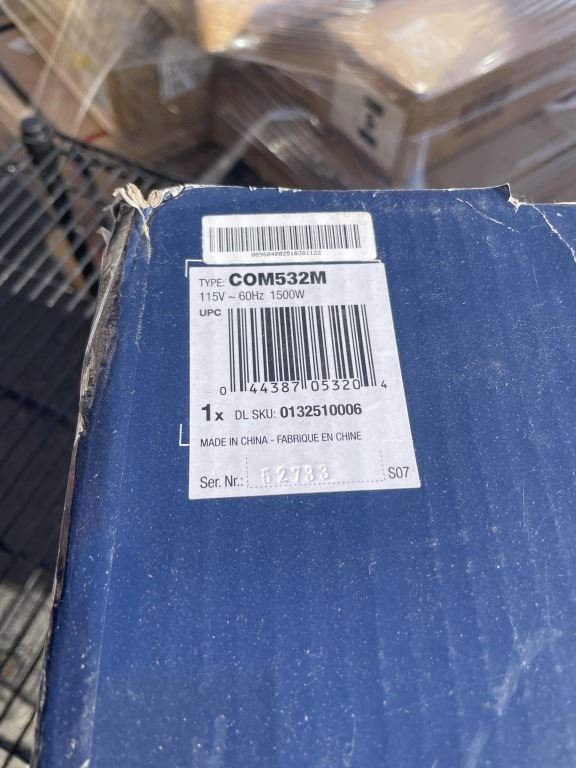 TYPE: COM532M
115V ~ 60Hz 1500W
UPC
0 44387 05320 4
1x DL SKU: 0132510006
MADE IN CHINA - FABRIQUE EN CHINE
Ser. Nr.: 52733 S07